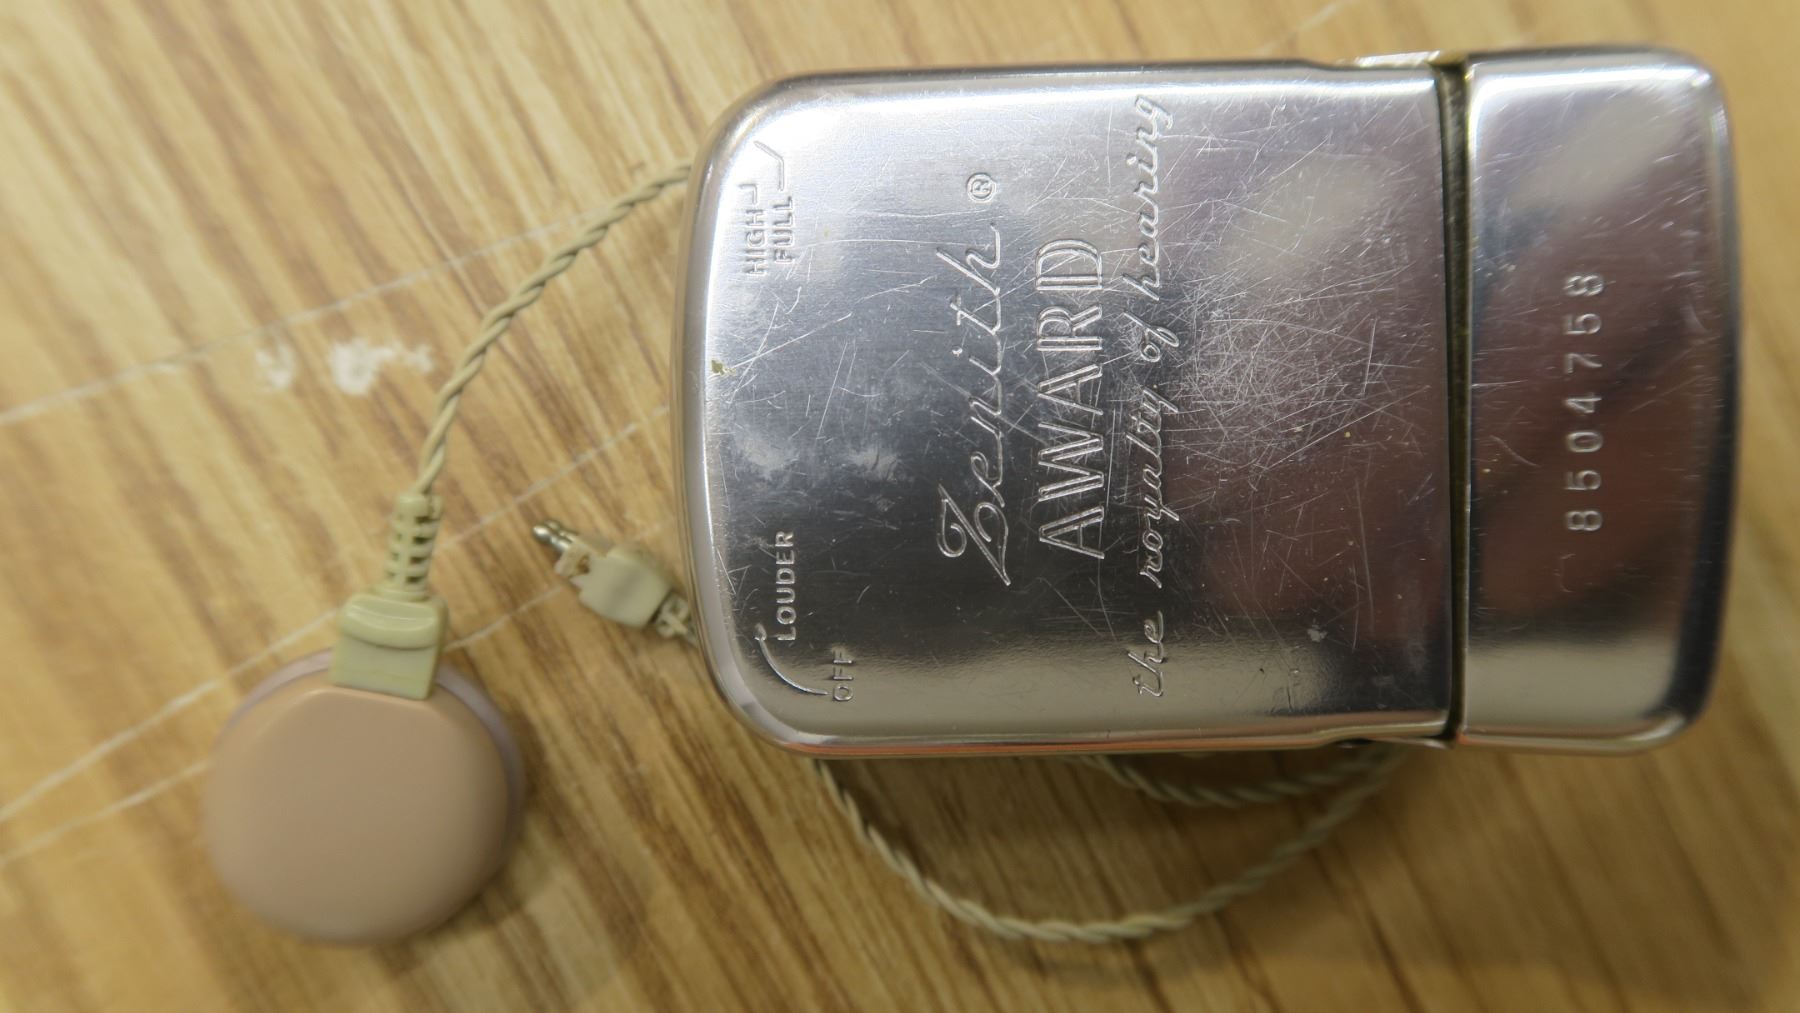 HIGH
FULL
LOUDER
OFF
Zenith®
AWARD
the royalty of hearing
8504758